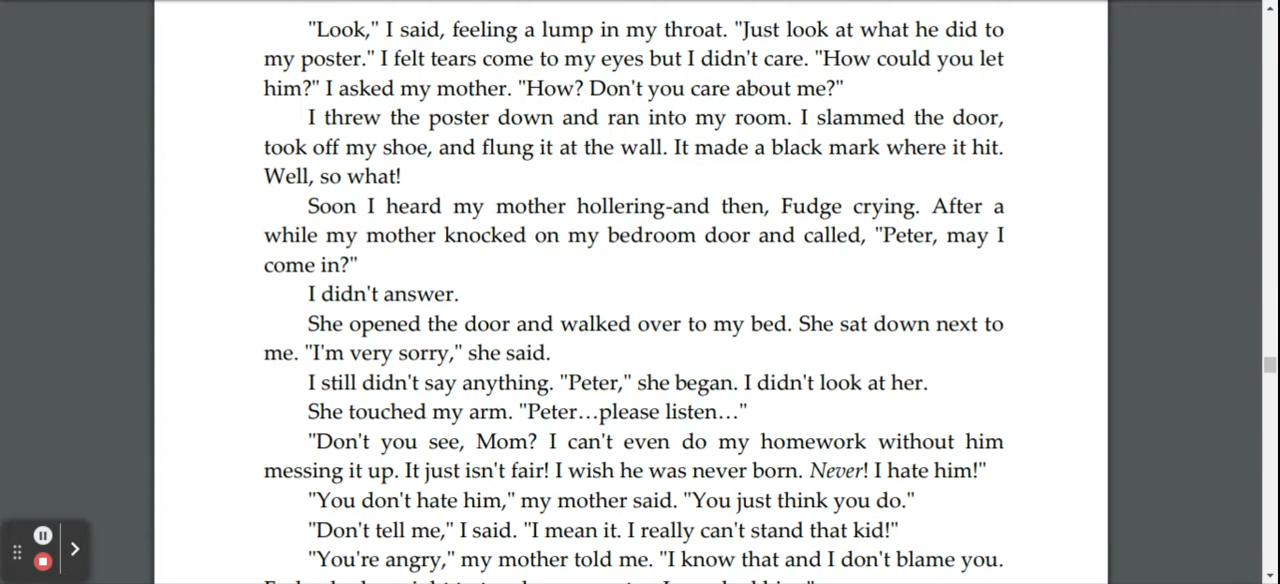 "Look," I said, feeling a lump in my throat. "Just look at what he did to
my poster." I felt tears come to my eyes but I didn't care. "How could you let
him?" I asked my mother. "How? Don't you care about me?"
I threw the poster down and ran into my room. I slammed the door,
took off my shoe, and flung it at the wall. It made a black mark where it hit.
Well, so what!
Soon I heard my mother hollering-and then, Fudge crying. After a
while my mother knocked on my bedroom door and called, "Peter, may I
come in?"
I didn't answer.
She opened the door and walked over to my bed. She sat down next to
me. "I'm very sorry," she said.
I still didn't say anything. "Peter," she began. I didn't look at her.
She touched my arm. "Peter…please listen…"
"Don't you see, Mom? I can't even do my homework without him
messing it up. It just isn't fair! I wish he was never born. Never! I hate him!"
"You don't hate him," my mother said. "You just think you do."
"Don't tell me," I said. "I mean it. I really can't stand that kid!"
"You're angry," my mother told me. "I know that and I don't blame you.